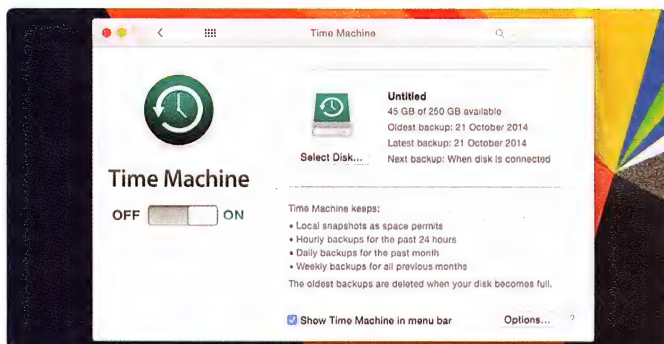 Time Machine
Time Machine
OFF ON
Select Disk...
Untitled
45 GB of 250 GB available
Oldest backup: 21 October 2014
Latest backup: 21 October 2014
Next backup: When disk is connected
Time Machine keeps:
• Local snapshots as space permits
• Hourly backups for the past 24 hours
• Daily backups for the past month
• Weekly backups for all previous months
The oldest backups are deleted when your disk becomes full.
Show Time Machine in menu bar
Options...
?